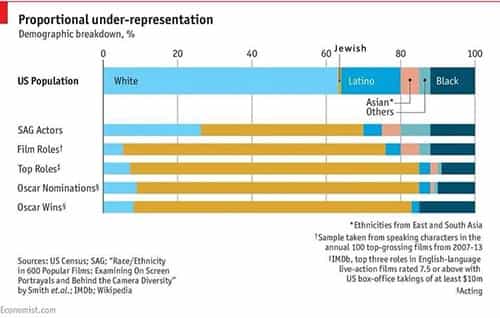 Proportional under-representation
Demographic breakdown, %
Jewish
0 20 40 60 80 100
US Population
White
Latino
Black
Asian*
Others
SAG Actors
Film Roles†
Top Roles‡
Oscar Nominations§
Oscar Wins§
*Ethnicities from East and South Asia
†Sample taken from speaking characters in the
annual 100 top-grossing films from 2007-13
‡IMDb, top three roles in English-language
live-action films rated 7.5 or above with
US box-office takings of at least $10m
§Acting
Sources: US Census; SAG; "Race/Ethnicity
in 600 Popular Films: Examining On Screen
Portrayals and Behind the Camera Diversity"
by Smith et.al.; IMDb; Wikipedia
Economist.com